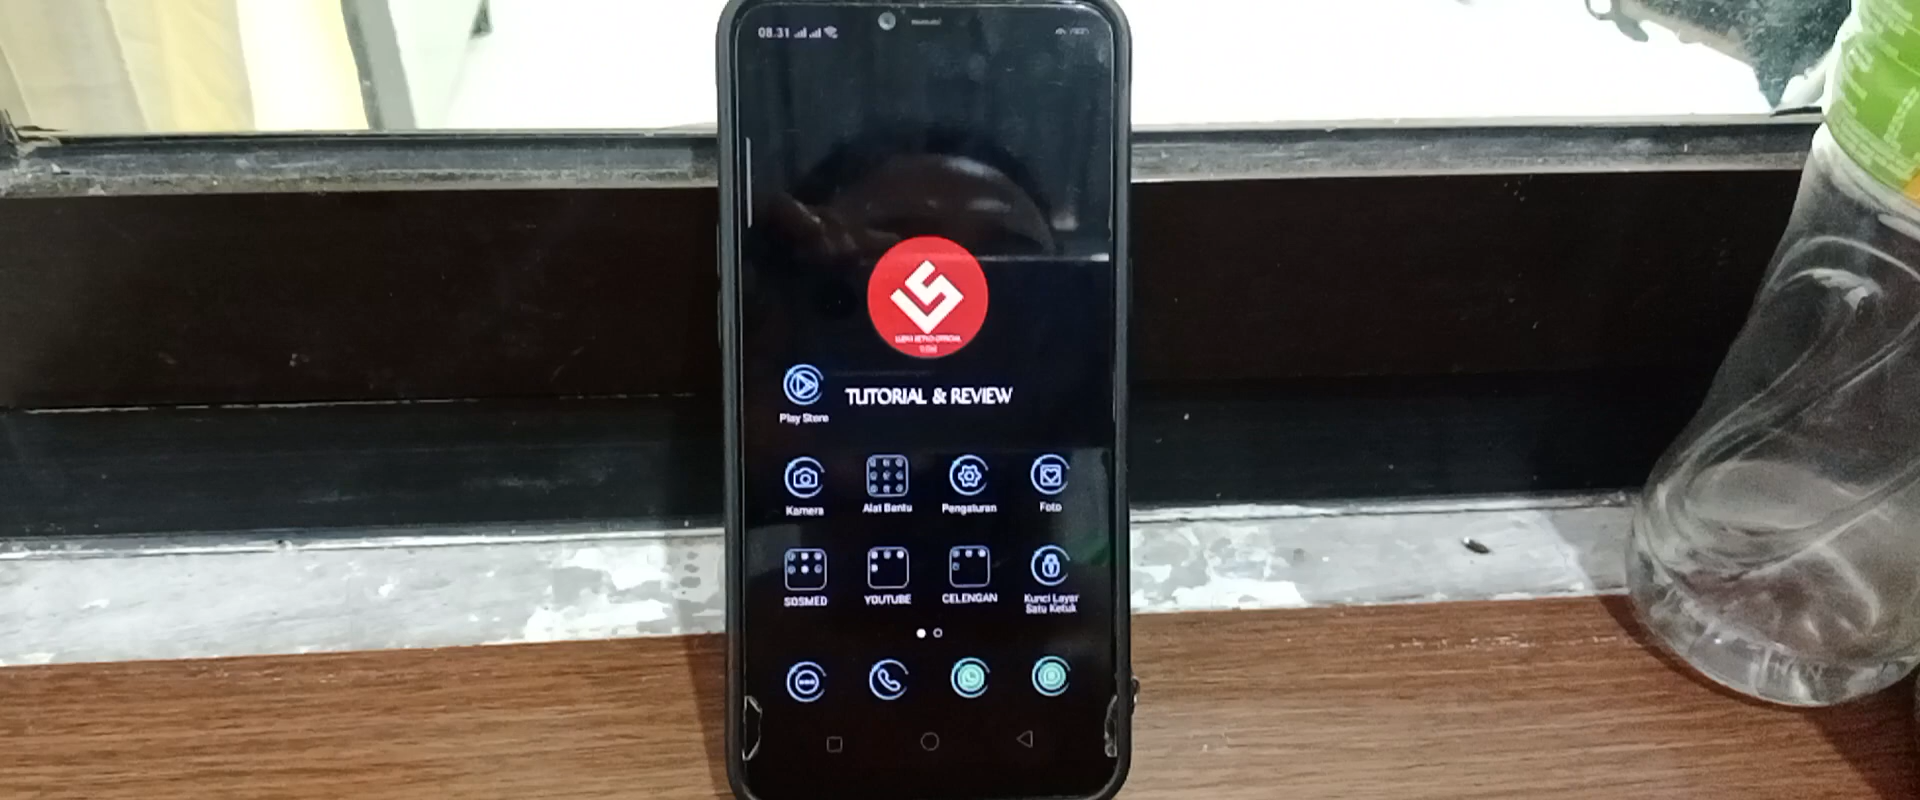 08.31
TUTORIAL & REVIEW
Play Store
Kamera
Alat Bantu
Pengaturan
Foto
SOSMED
YOUTUBE
CELENGAN
Kunci Layar
Satu Ketuk